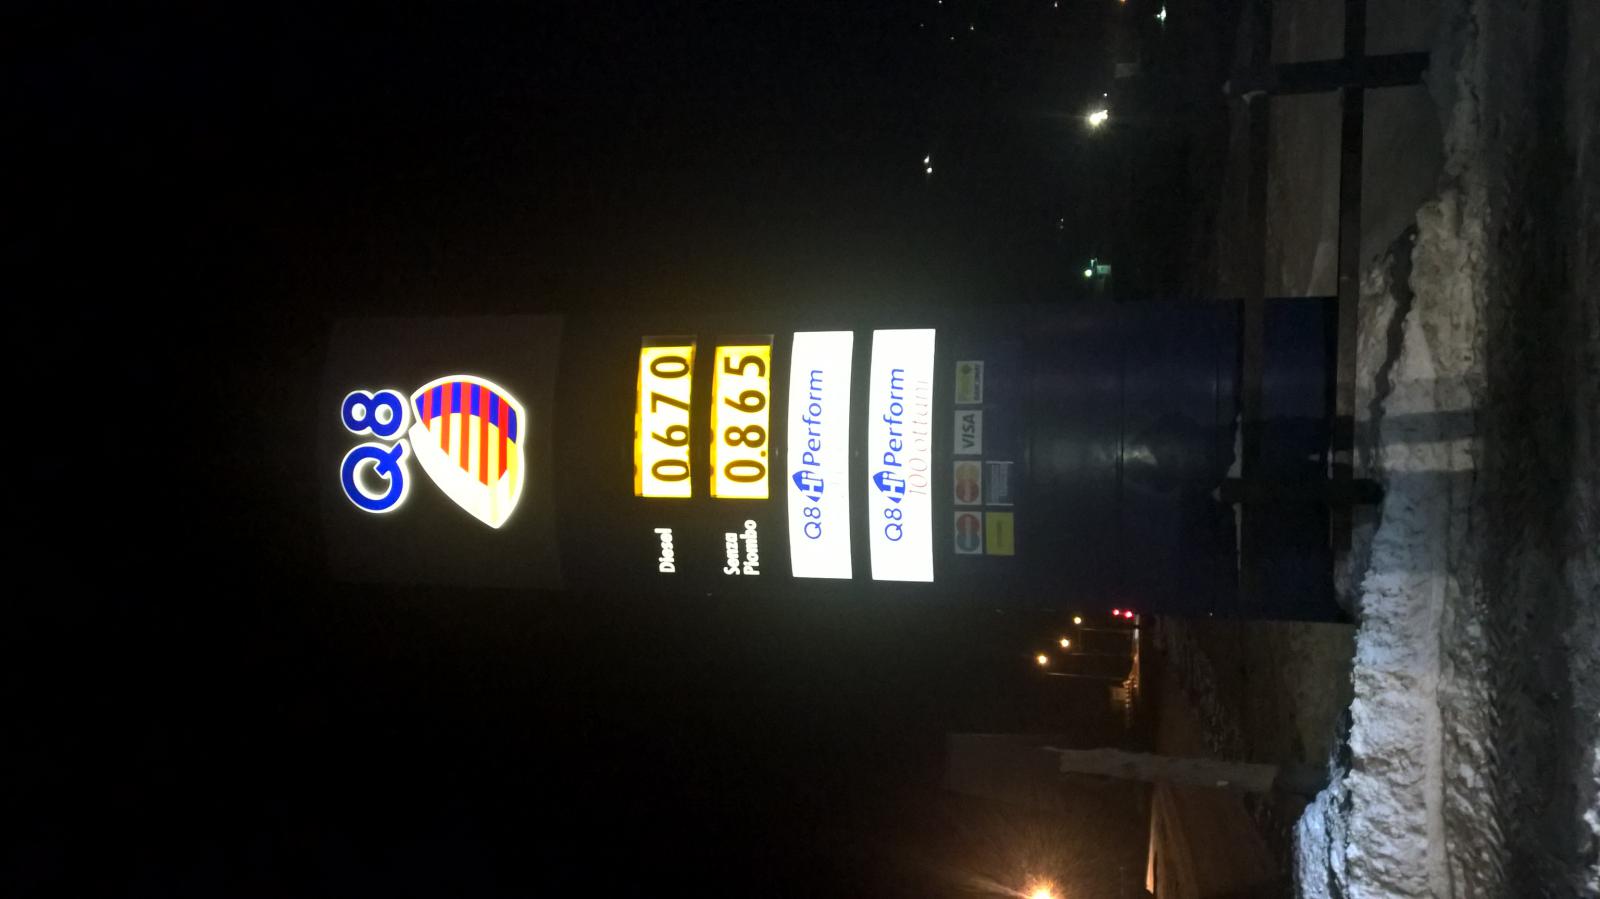 Q8
Diesel 0.670
Senza
Piombo 0.865
Q8 Hi Perform
Q8 Hi Perform
100 ottani
VISA